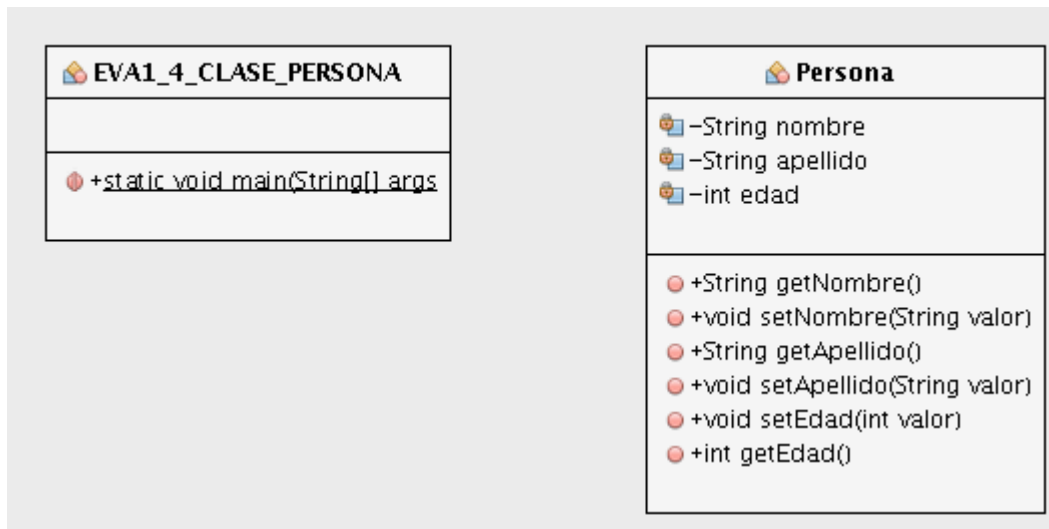 EVA1_4_CLASE_PERSONA
+static void main(String[] args
Persona
-String nombre
-String apellido
-int edad
+String getNombre()
+void setNombre(String valor)
+String getApellido()
+void setApellido(String valor)
+void setEdad(int valor)
+int getEdad()